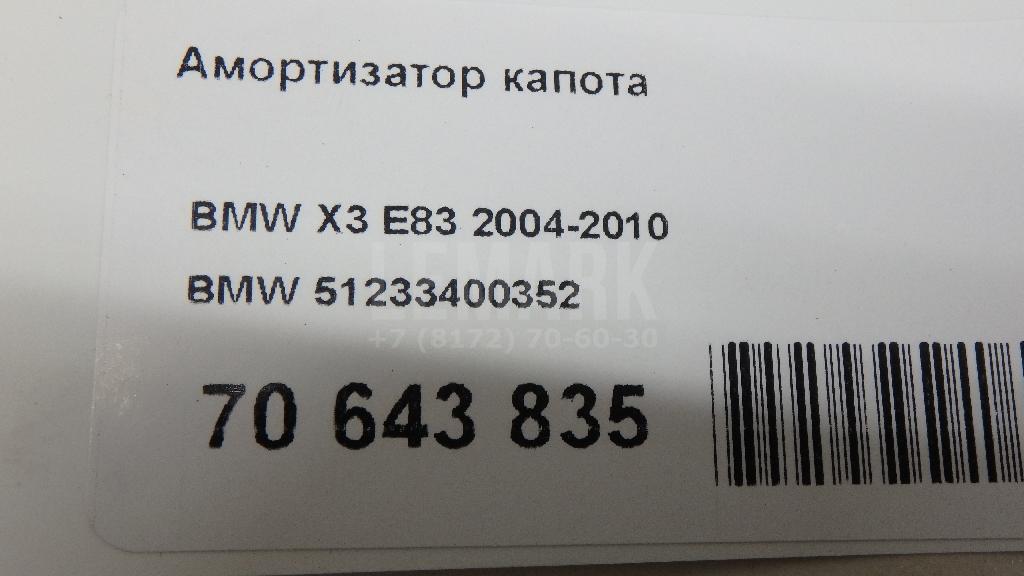 Амортизатор капота
BMW X3 E83 2004-2010
LEMARK
BMW 51233400352
+7 (8172) 70-60-30
70 643 835